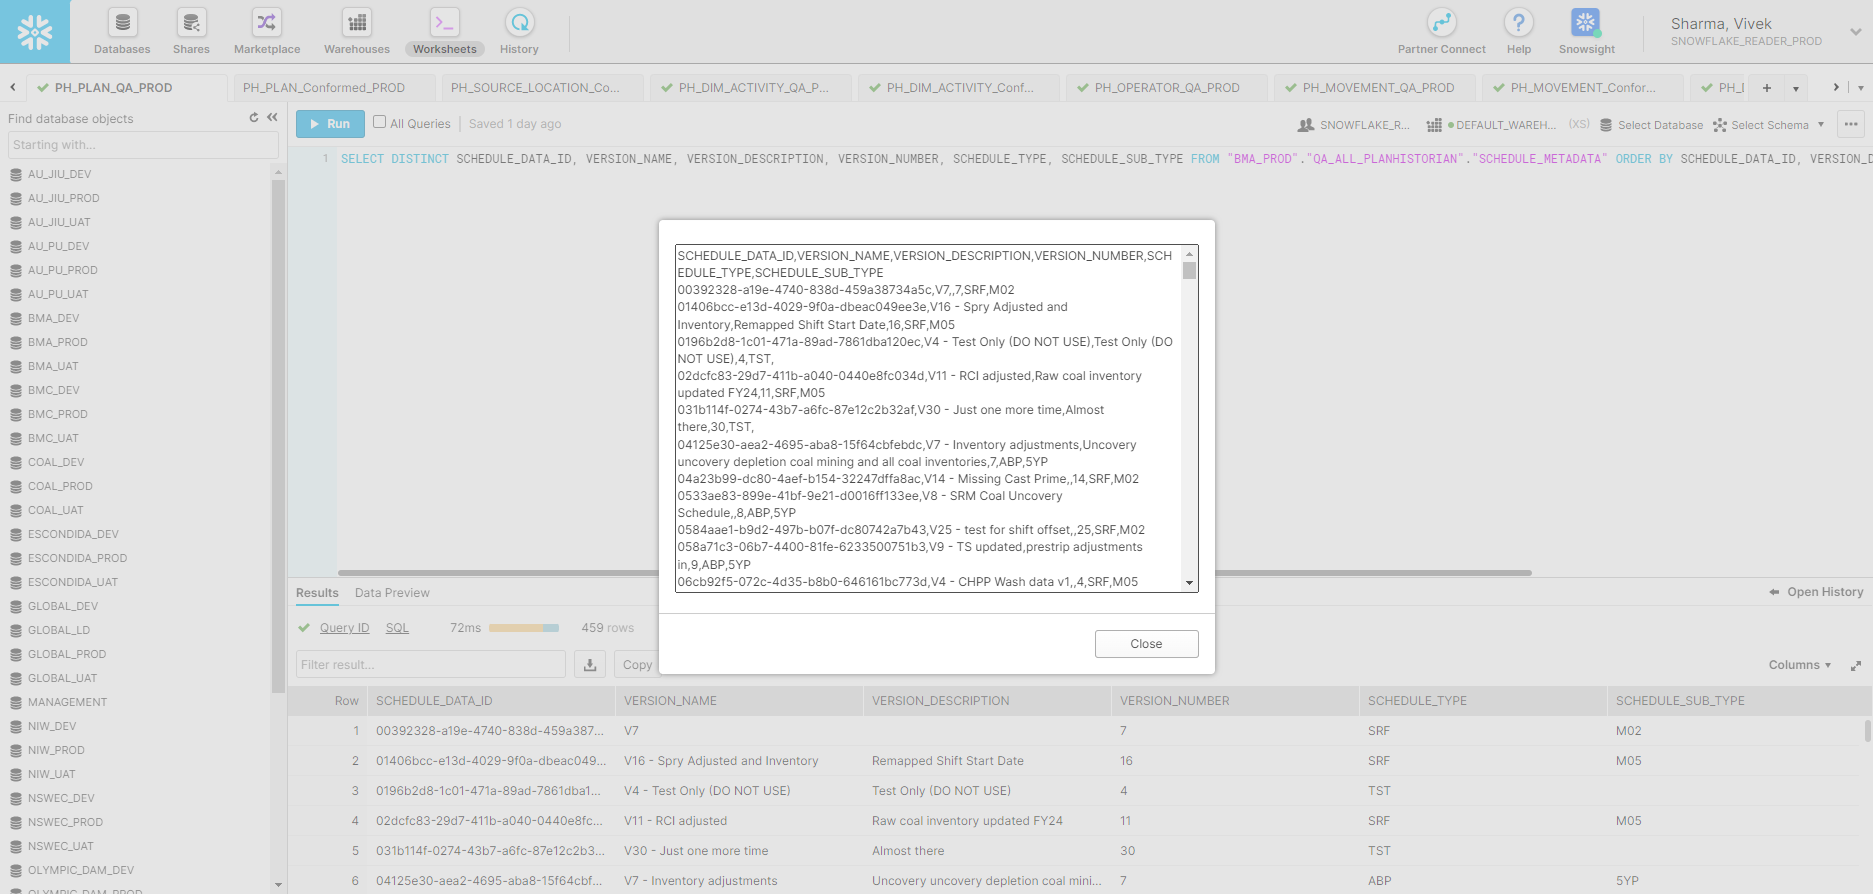 Databases
Shares
Marketplace
Warehouses
Worksheets
History
Partner Connect
Help
Snowsight
Sharma, Vivek
SNOWFLAKE_READER_PROD
PH_PLAN_QA_PROD
PH_PLAN_Conformed_PROD
PH_SOURCE_LOCATION_Co...
PH_DIM_ACTIVITY_QA_P...
PH_DIM_ACTIVITY_Conf...
PH_OPERATOR_QA_PROD
PH_MOVEMENT_QA_PROD
PH_MOVEMENT_Confor...
PH_I
Find database objects
Starting with...
AU_JIU_DEV
AU_JIU_PROD
AU_JIU_UAT
AU_PU_DEV
AU_PU_PROD
AU_PU_UAT
BMA_DEV
BMA_PROD
BMA_UAT
BMC_DEV
BMC_PROD
BMC_UAT
COAL_DEV
COAL_PROD
COAL_UAT
ESCONDIDA_DEV
ESCONDIDA_PROD
ESCONDIDA_UAT
GLOBAL_DEV
GLOBAL_LD
GLOBAL_PROD
GLOBAL_UAT
MANAGEMENT
NIW_DEV
NIW_PROD
NIW_UAT
NSWEC_DEV
NSWEC_PROD
NSWEC_UAT
OLYMPIC_DAM_DEV
OLYMPIC_DAM_PROD
Run
All Queries
Saved 1 day ago
SNOWFLAKE_R...
DEFAULT_WAREH...
(XS)
Select Database
Select Schema
1 SELECT DISTINCT SCHEDULE_DATA_ID, VERSION_NAME, VERSION_DESCRIPTION, VERSION_NUMBER, SCHEDULE_TYPE, SCHEDULE_SUB_TYPE FROM "BMA_PROD"."QA_ALL_PLANHISTORIAN"."SCHEDULE_METADATA" ORDER BY SCHEDULE_DATA_ID, VERSION_D
SCHEDULE_DATA_ID,VERSION_NAME,VERSION_DESCRIPTION,VERSION_NUMBER,SCH
EDULE_TYPE,SCHEDULE_SUB_TYPE
00392328-a19e-4740-838d-459a38734a5c,V7,,7,SRF,M02
01406bcc-e13d-4029-9f0a-dbeac049ee3e,V16 - Spry Adjusted and
Inventory,Remapped Shift Start Date,16,SRF,M05
0196b2d8-1c01-471a-89ad-7861dba120ec,V4 - Test Only (DO NOT USE),Test Only (DO
NOT USE),4,TST,
02dcfc83-29d7-411b-a040-0440e8fc034d,V11 - RCI adjusted,Raw coal inventory
updated FY24,11,SRF,M05
031b114f-0274-43b7-a6fc-87e12c2b32af,V30 - Just one more time,Almost
there,30,TST,
04125e30-aea2-4695-aba8-15f64cbfebdc,V7 - Inventory adjustments,Uncovery
uncovery depletion coal mining and all coal inventories,7,ABP,5YP
04a23b99-dc80-4aef-b154-32247dffa8ac,V14 - Missing Cast Prime,,14,SRF,M02
0533ae83-899e-41bf-9e21-d0016ff133ee,V8 - SRM Coal Uncovery
Schedule,,8,ABP,5YP
0584aae1-b9d2-497b-b07f-dc80742a7b43,V25 - test for shift offset,,25,SRF,M02
058a71c3-06b7-4400-81fe-6233500751b3,V9 - TS updated,prestrip adjustments
in,9,ABP,5YP
06cb92f5-072c-4d35-b8b0-646161bc773d,V4 - CHPP Wash data v1,,4,SRF,M05
Close
Results
Data Preview
Open History
Query ID
SQL
72ms
459 rows
Filter result...
Copy
Columns
Row SCHEDULE_DATA_ID VERSION_NAME VERSION_DESCRIPTION VERSION_NUMBER SCHEDULE_TYPE SCHEDULE_SUB_TYPE
1 00392328-a19e-4740-838d-459a387... V7 7 SRF M02
2 01406bcc-e13d-4029-9f0a-dbeac049... V16 - Spry Adjusted and Inventory Remapped Shift Start Date 16 SRF M05
3 0196b2d8-1c01-471a-89ad-7861dba1... V4 - Test Only (DO NOT USE) Test Only (DO NOT USE) 4 TST
4 02dcfc83-29d7-411b-a040-0440e8fc... V11 - RCI adjusted Raw coal inventory updated FY24 11 SRF M05
5 031b114f-0274-43b7-a6fc-87e12c2b3... V30 - Just one more time Almost there 30 TST
6 04125e30-aea2-4695-aba8-15f64cbf... V7 - Inventory adjustments Uncovery uncovery depletion coal mini... 7 ABP 5YP